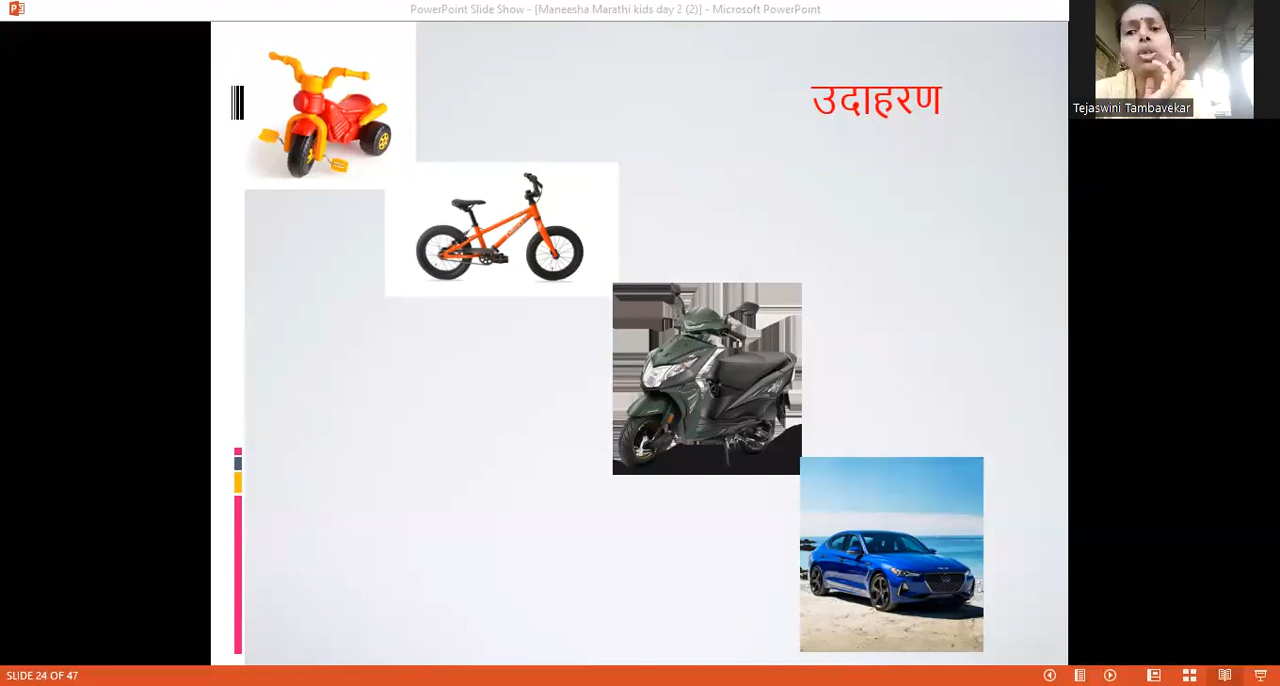 PowerPoint Slide Show - [Maneesha Marathi kids day 2 (2)] - Microsoft PowerPoint
उदाहरण
Tejaswini Tambavekar
SLIDE 24 OF 47